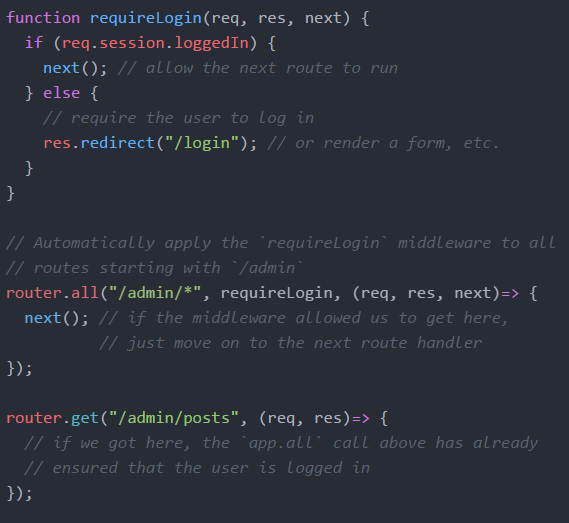 function requireLogin(req, res, next) {
  if (req.session.loggedIn) {
    next(); // allow the next route to run
  } else {
    // require the user to log in
    res.redirect("/login"); // or render a form, etc.
  }
}

// Automatically apply the `requireLogin` middleware to all
// routes starting with `/admin`
router.all("/admin/*", requireLogin, (req, res, next)=> {
  next(); // if the middleware allowed us to get here,
          // just move on to the next route handler
});

router.get("/admin/posts", (req, res)=> {
  // if we got here, the `app.all` call above has already
  // ensured that the user is logged in
});